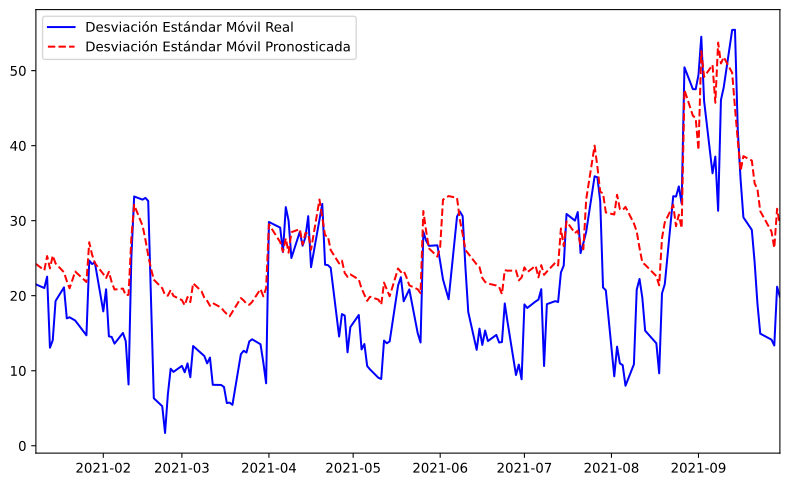 Desviación Estándar Móvil Real
Desviación Estándar Móvil Pronosticada
50
40
30
20
10
0
2021-02 2021-03 2021-04 2021-05 2021-06 2021-07 2021-08 2021-09